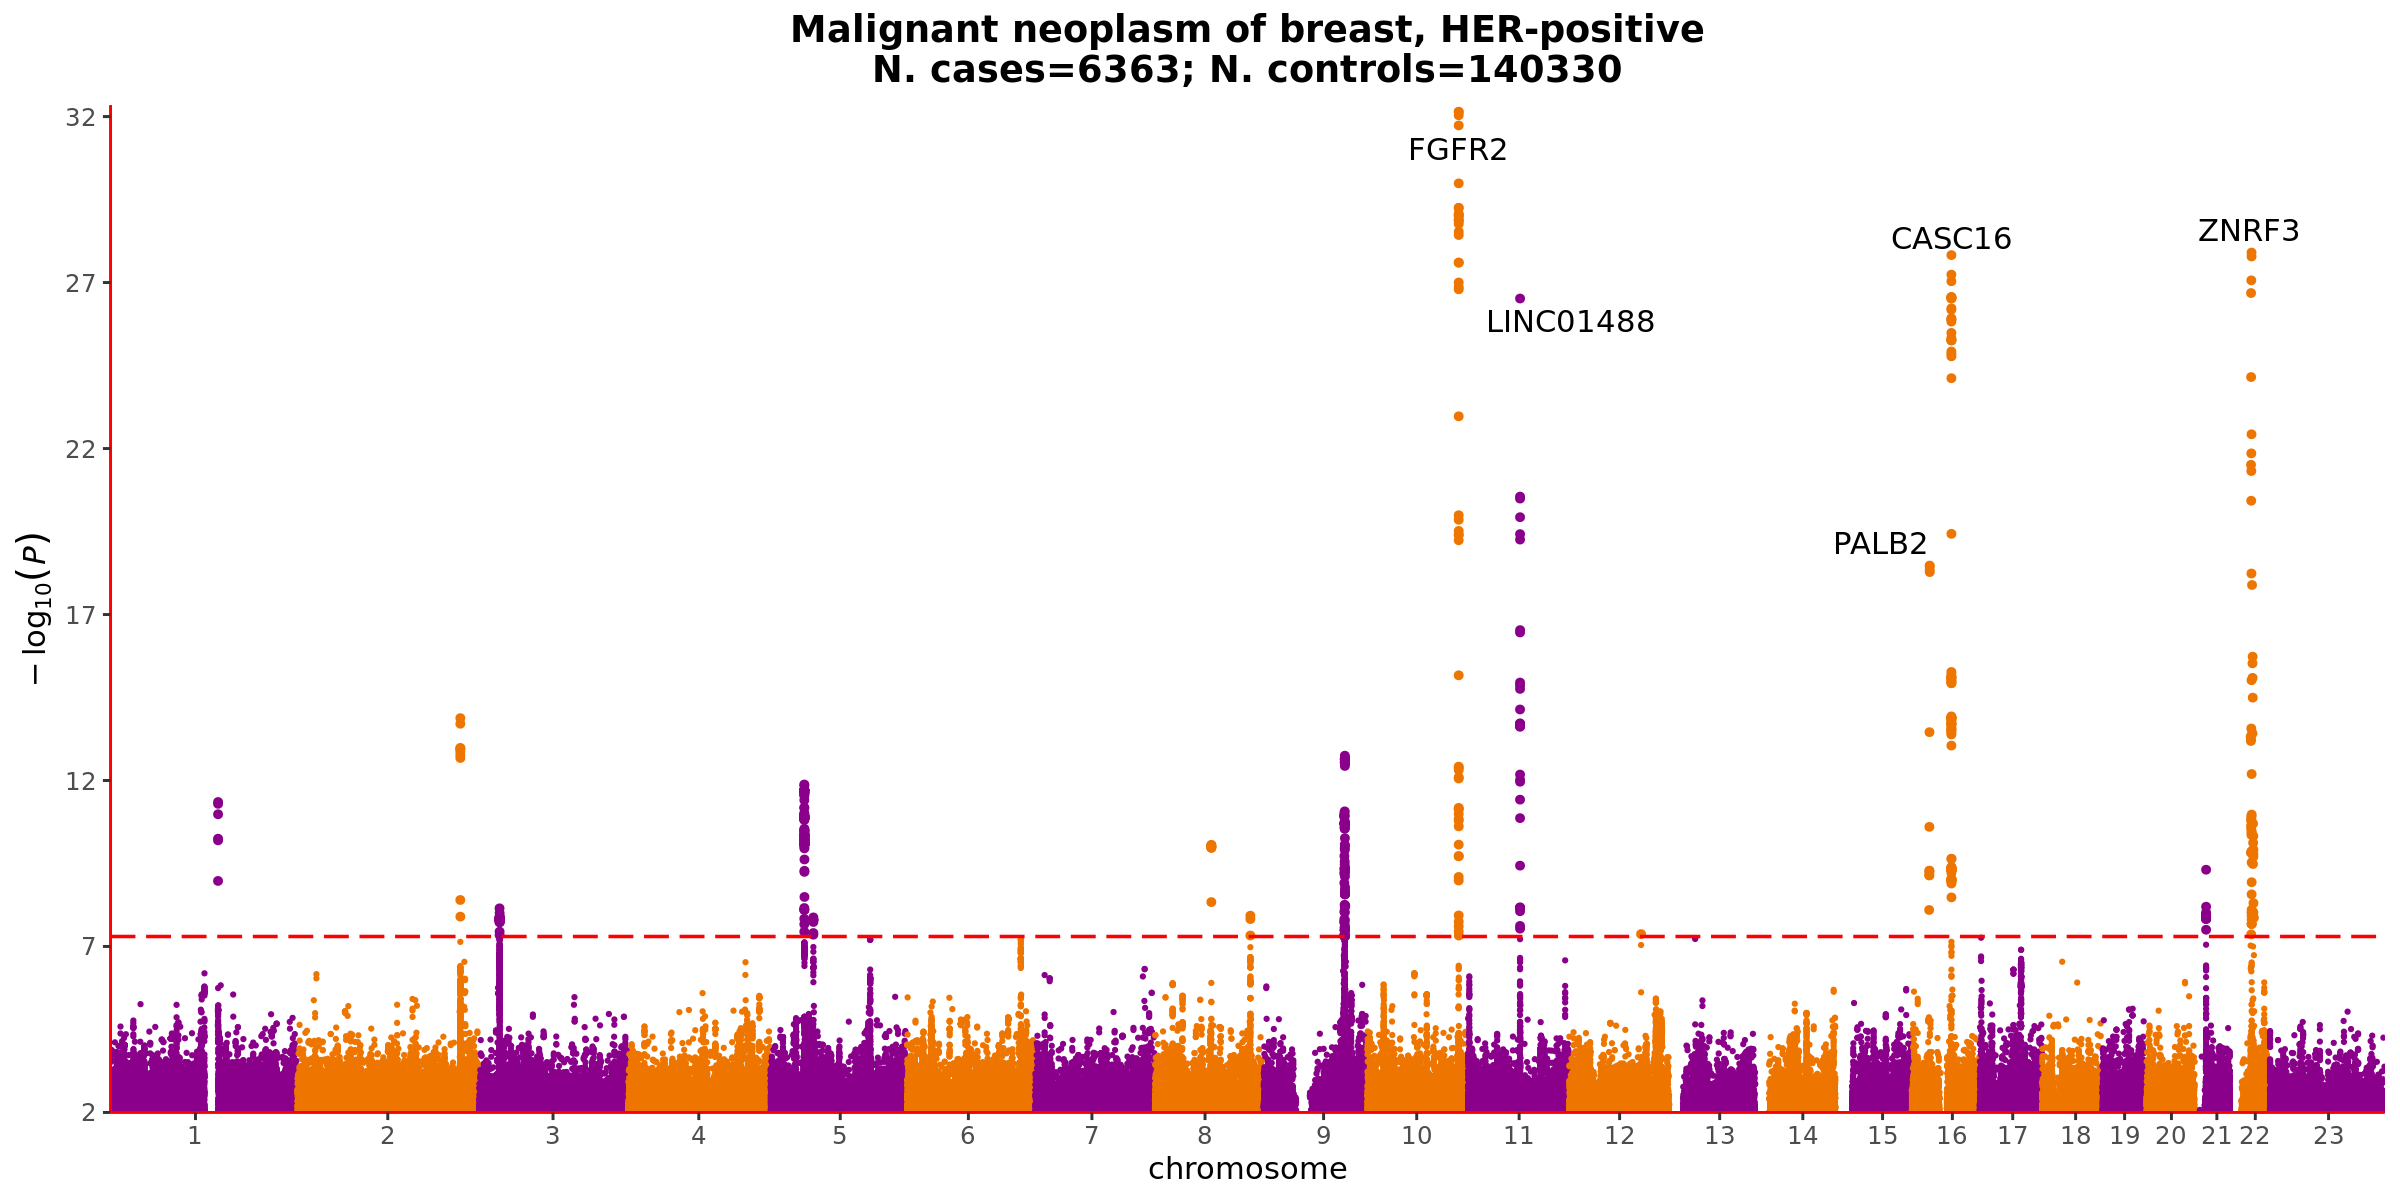 Malignant neoplasm of breast, HER-positive
N. cases=6363; N. controls=140330
32
FGFR2
CASC16
ZNRF3
27
LINC01488
22
PALB2
−log10(P)
17
12
7
2
1 2 3 4 5 6 7 8 9 10 11 12 13 14 15 16 17 18 19 20 21 22 23
chromosome